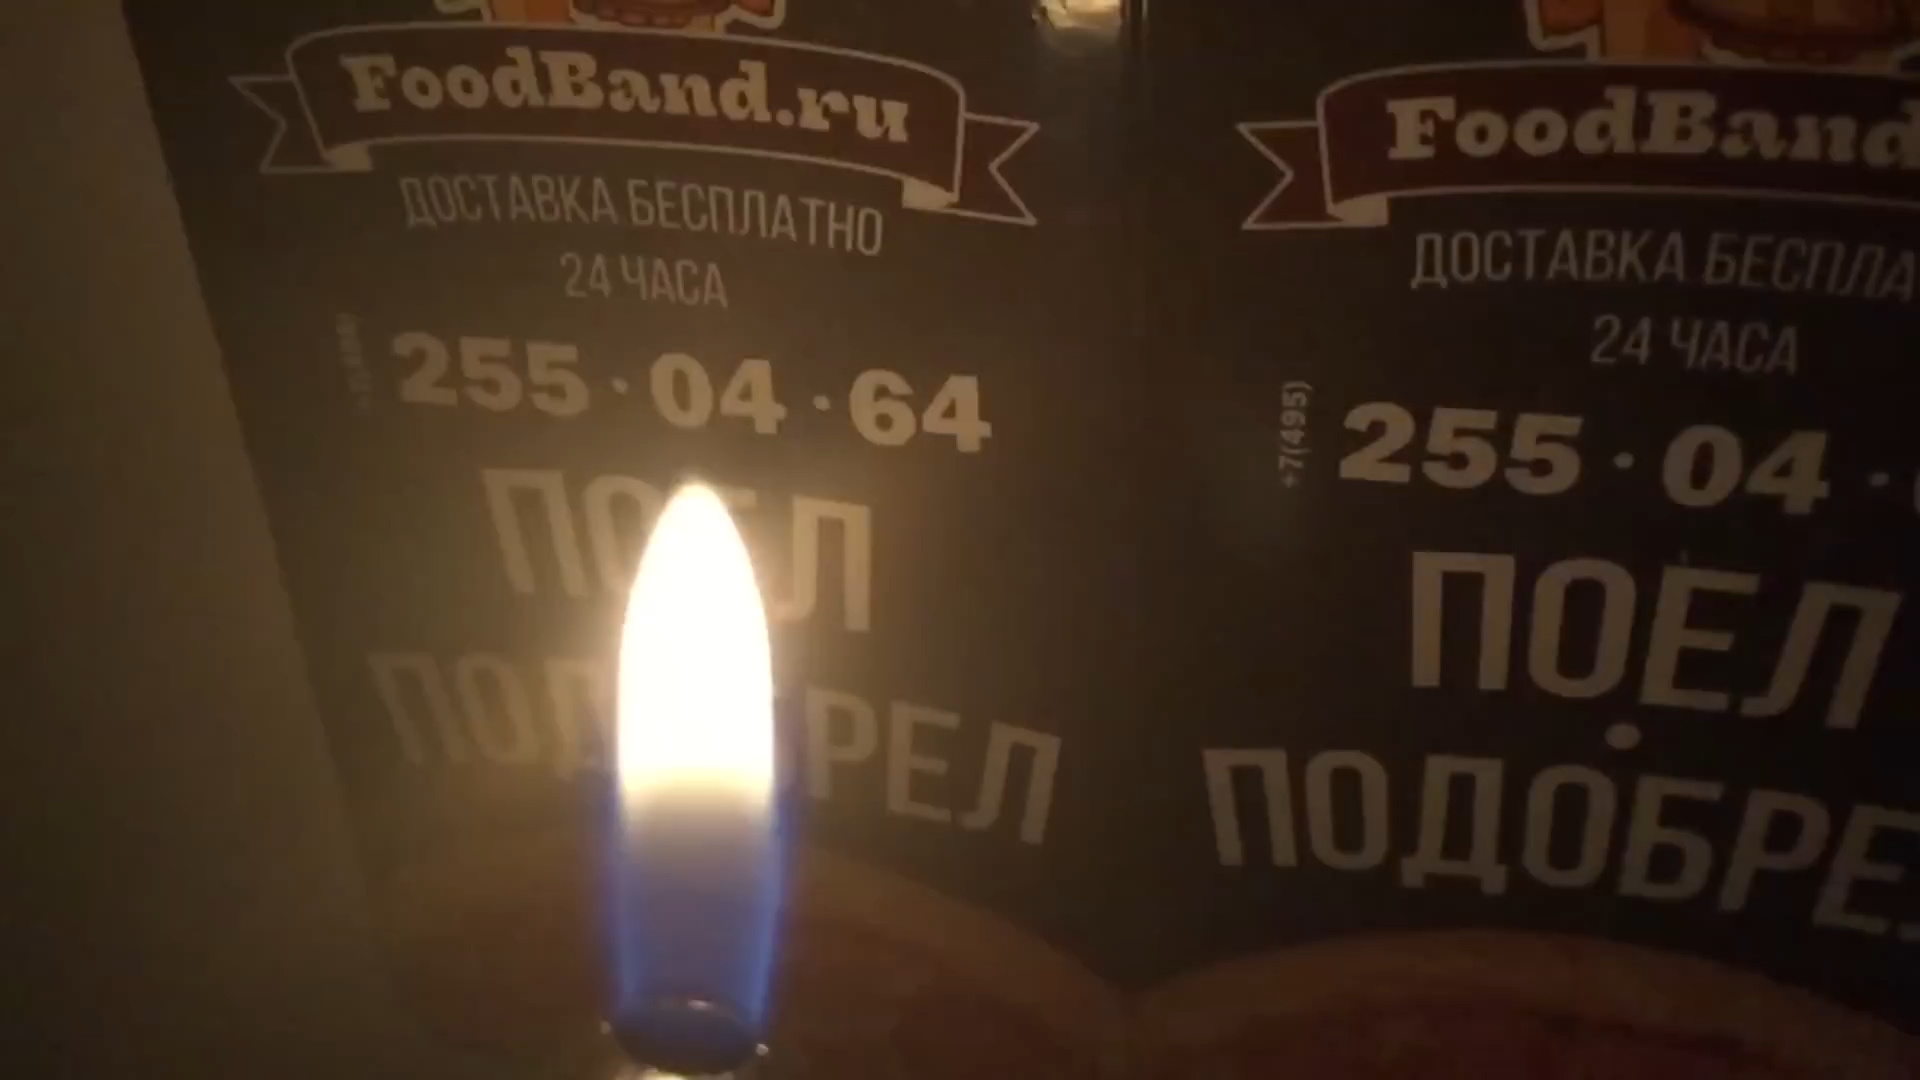 FoodBand.ru
ДОСТАВКА БЕСПЛАТНО
24 ЧАСА
255·04·64
ПОЕЛ
ПОДОБРЕЛ
FoodBand
ДОСТАВКА БЕСПЛА
24 ЧАСА
+7(495)
255·04·
ПОЕЛ
ПОДОБРЕ